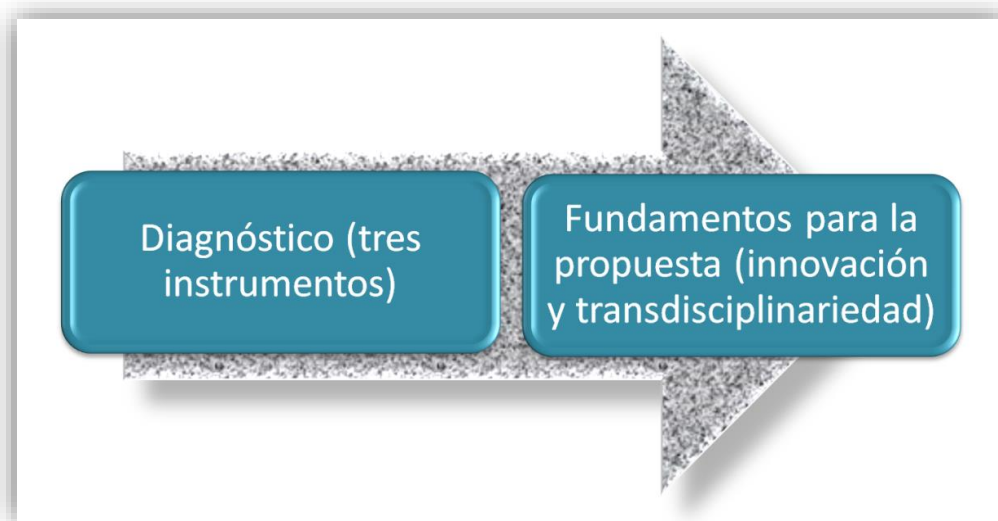 Diagnóstico (tres
instrumentos)
Fundamentos para la
propuesta (innovación
y transdisciplinariedad)